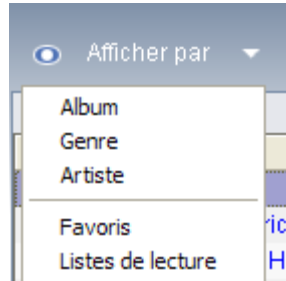 Afficher par
Album
Genre
Artiste
Favoris
Listes de lecture